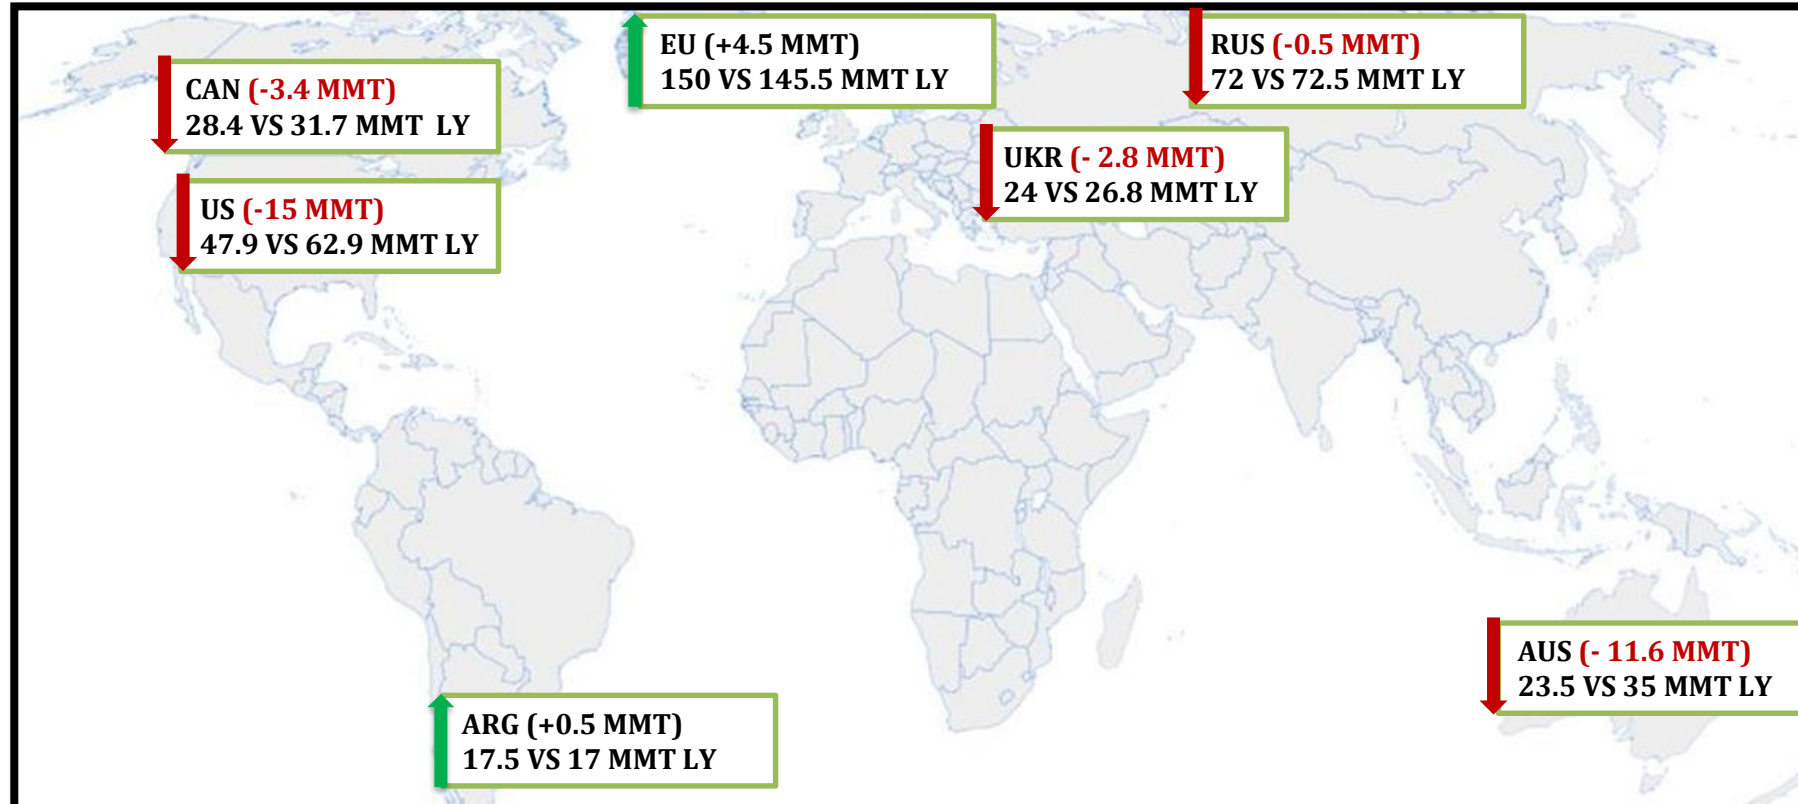 EU (+4.5 MMT)
150 VS 145.5 MMT LY
RUS (-0.5 MMT)
72 VS 72.5 MMT LY
CAN (-3.4 MMT)
28.4 VS 31.7 MMT  LY
UKR (- 2.8 MMT)
24 VS 26.8 MMT LY
US (-15 MMT)
47.9 VS 62.9 MMT LY
AUS (- 11.6 MMT)
23.5 VS 35 MMT LY
ARG (+0.5 MMT)
17.5 VS 17 MMT LY